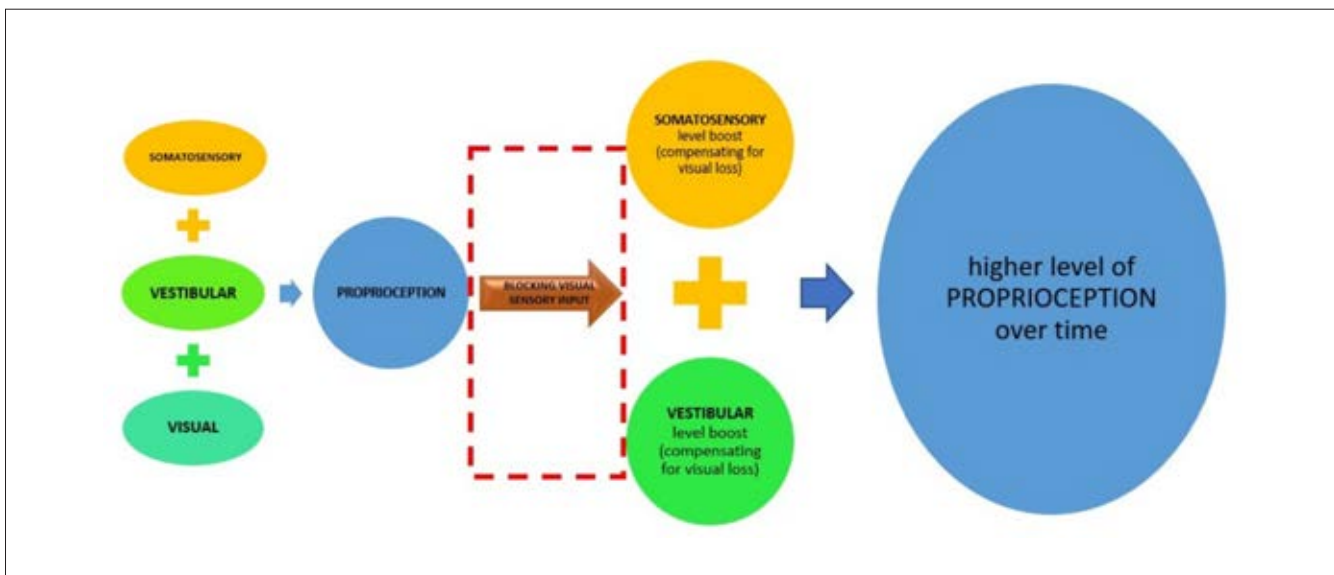 SOMATOSENSORY
VESTIBULAR
VISUAL
PROPRIOCEPTION
BLOCKING VISUAL
SENSORY INPUT
SOMATOSENSORY
level boost
(compensating for
visual loss)
VESTIBULAR
level boost
(compensating
for visual loss)
higher level of
PROPRIOCEPTION
over time